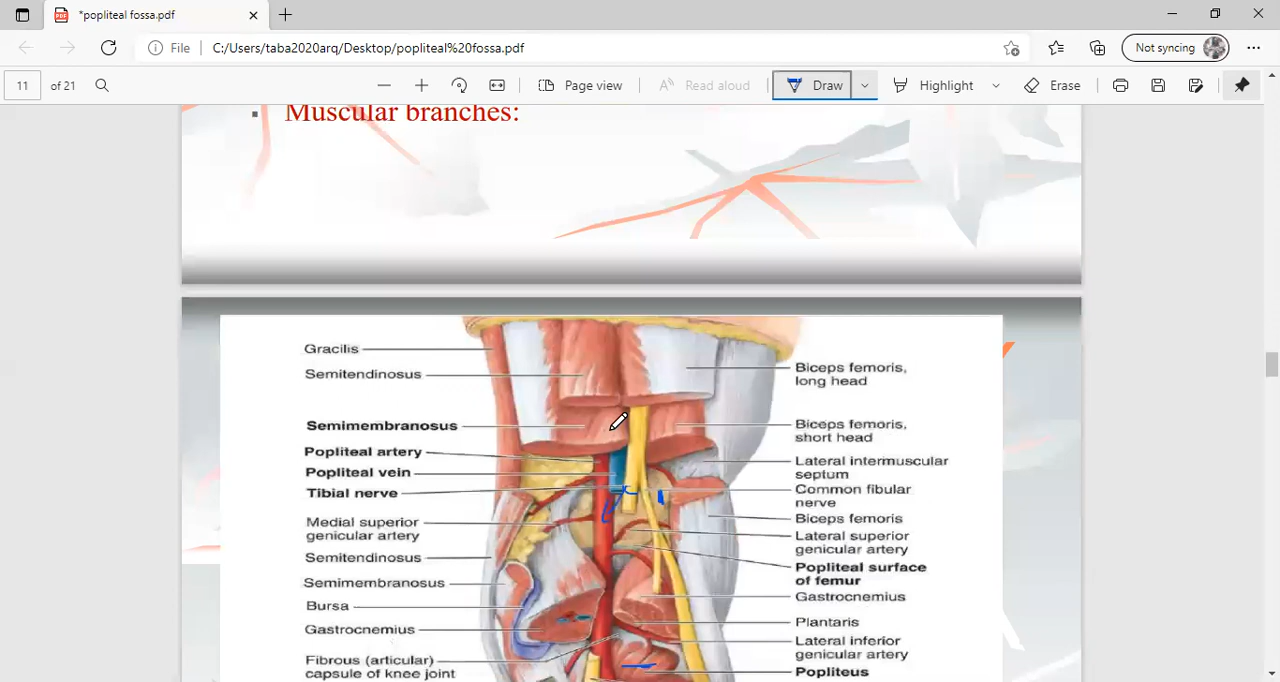 *popliteal fossa.pdf
File
C:/Users/taba2020arq/Desktop/popliteal%20fossa.pdf
Not syncing
11 of 21
Page view
Read aloud
Draw
Highlight
Erase
Muscular branches:
Gracilis
Semitendinosus
Semimembranosus
Popliteal artery
Popliteal vein
Tibial nerve
Medial superior
genicular artery
Semitendinosus
Semimembranosus
Bursa
Gastrocnemius
Fibrous (articular)
capsule of knee joint
Biceps femoris,
long head
Biceps femoris,
short head
Lateral intermuscular
septum
Common fibular
nerve
Biceps femoris
Lateral superior
genicular artery
Popliteal surface
of femur
Gastrocnemius
Plantaris
Lateral inferior
genicular artery
Popliteus